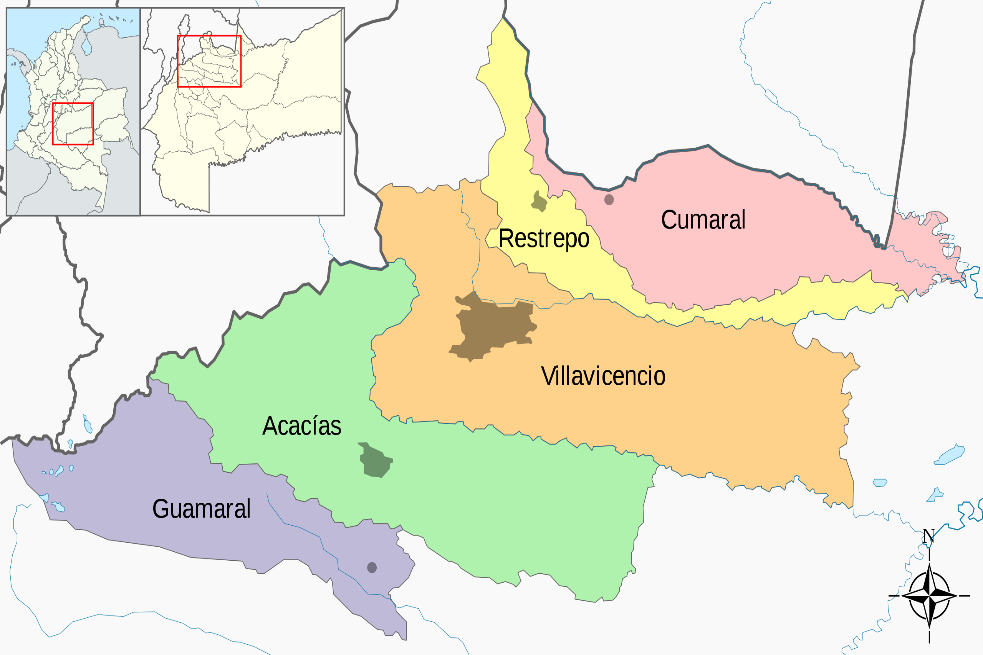 Cumaral
Restrepo
Villavicencio
Acacías
Guamaral
N